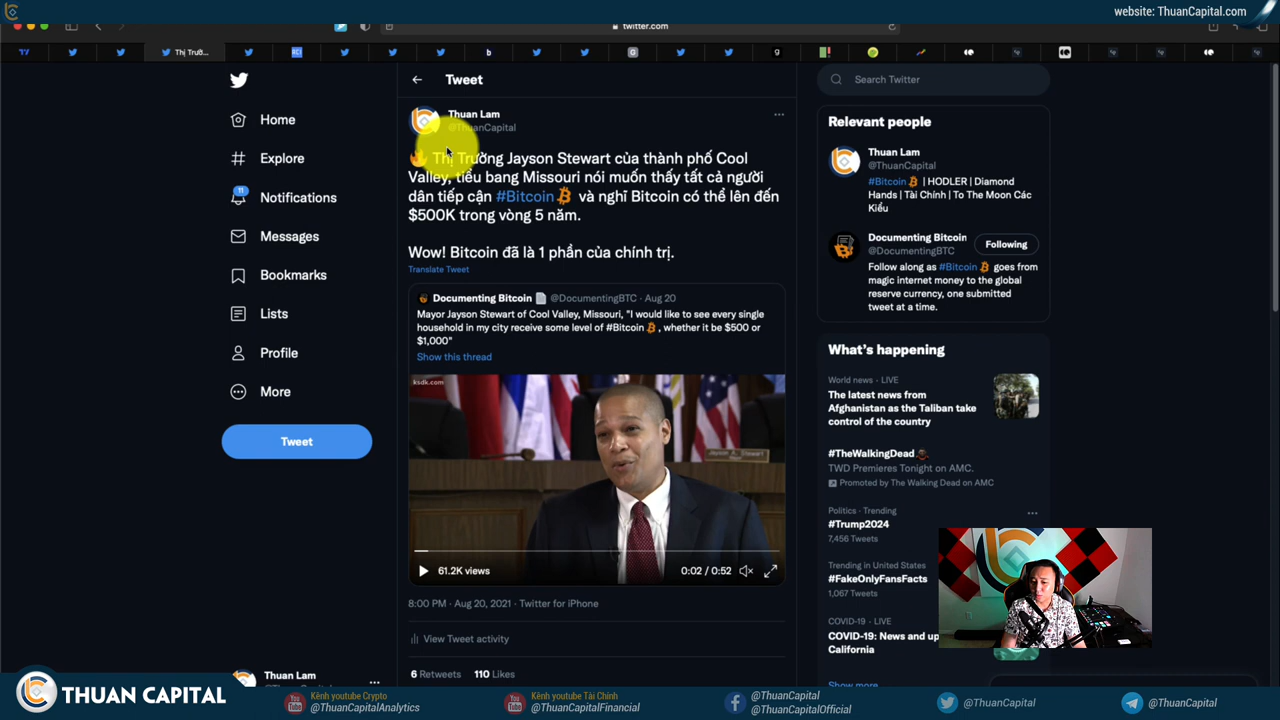 website: ThuanCapital.com
twitter.com
Thị Trườ...
Tweet
Search Twitter
Home
Explore
11
Notifications
Messages
Bookmarks
Lists
Profile
More
Tweet
Thuan Lam
@ThuanCapital
🔥 Thị Trưởng Jayson Stewart của thành phố Cool
Valley, tiểu bang Missouri nói muốn thấy tất cả người
dân tiếp cận #Bitcoin và nghĩ Bitcoin có thể lên đến
$500K trong vòng 5 năm.
Wow! Bitcoin đã là 1 phần của chính trị.
Translate Tweet
Documenting Bitcoin 📄 @DocumentingBTC · Aug 20
Mayor Jayson Stewart of Cool Valley, Missouri, "I would like to see every single
household in my city receive some level of #Bitcoin , whether it be $500 or
$1,000"
Show this thread
ksdk.com
61.2K views
0:02 / 0:52
8:00 PM · Aug 20, 2021 · Twitter for iPhone
View Tweet activity
6 Retweets 110 Likes
Relevant people
Thuan Lam
@ThuanCapital
#Bitcoin | HODLER | Diamond
Hands | Tài Chính | To The Moon Các
Kiểu
Documenting Bitcoin
@DocumentingBTC
Following
Follow along as #Bitcoin goes from
magic internet money to the global
reserve currency, one submitted
tweet at a time.
What's happening
World news · LIVE
The latest news from
Afghanistan as the Taliban take
control of the country
#TheWalkingDead
TWD Premieres Tonight on AMC.
Promoted by The Walking Dead on AMC
Politics · Trending
#Trump2024
7,456 Tweets
Trending in United States
#FakeOnlyFansFacts
1,067 Tweets
COVID-19 · LIVE
COVID-19: News and up
California
Show more
Thuan Lam
THUAN CAPITAL
Kênh youtube Crypto
@ThuanCapitalAnalytics
Kênh youtube Tài Chính
@ThuanCapitalFinancial
@ThuanCapital
@ThuanCapitalOfficial
@ThuanCapital
@ThuanCapital